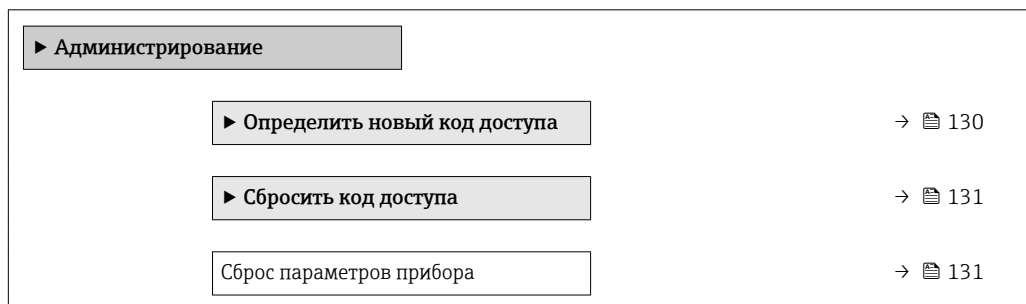 ► Администрирование
► Определить новый код доступа → 130
► Сбросить код доступа → 131
Сброс параметров прибора → 131